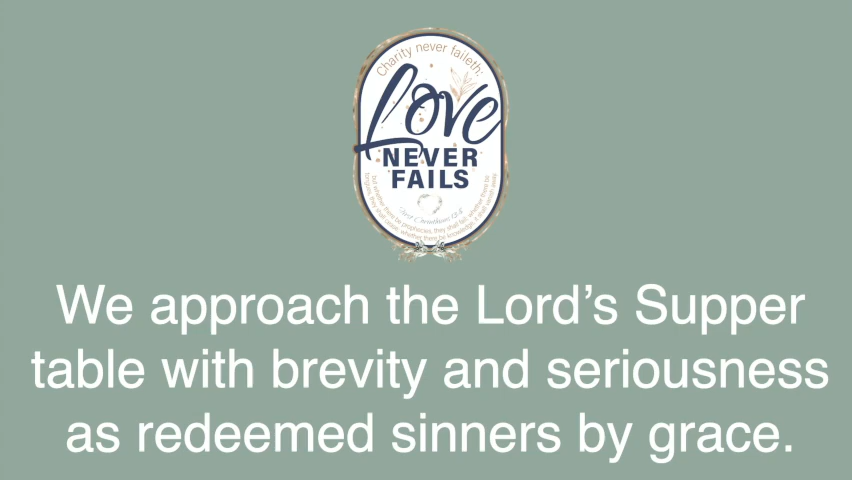 Charity never faileth:
Love
NEVER
FAILS
We approach the Lord's Supper
table with brevity and seriousness
as redeemed sinners by grace.